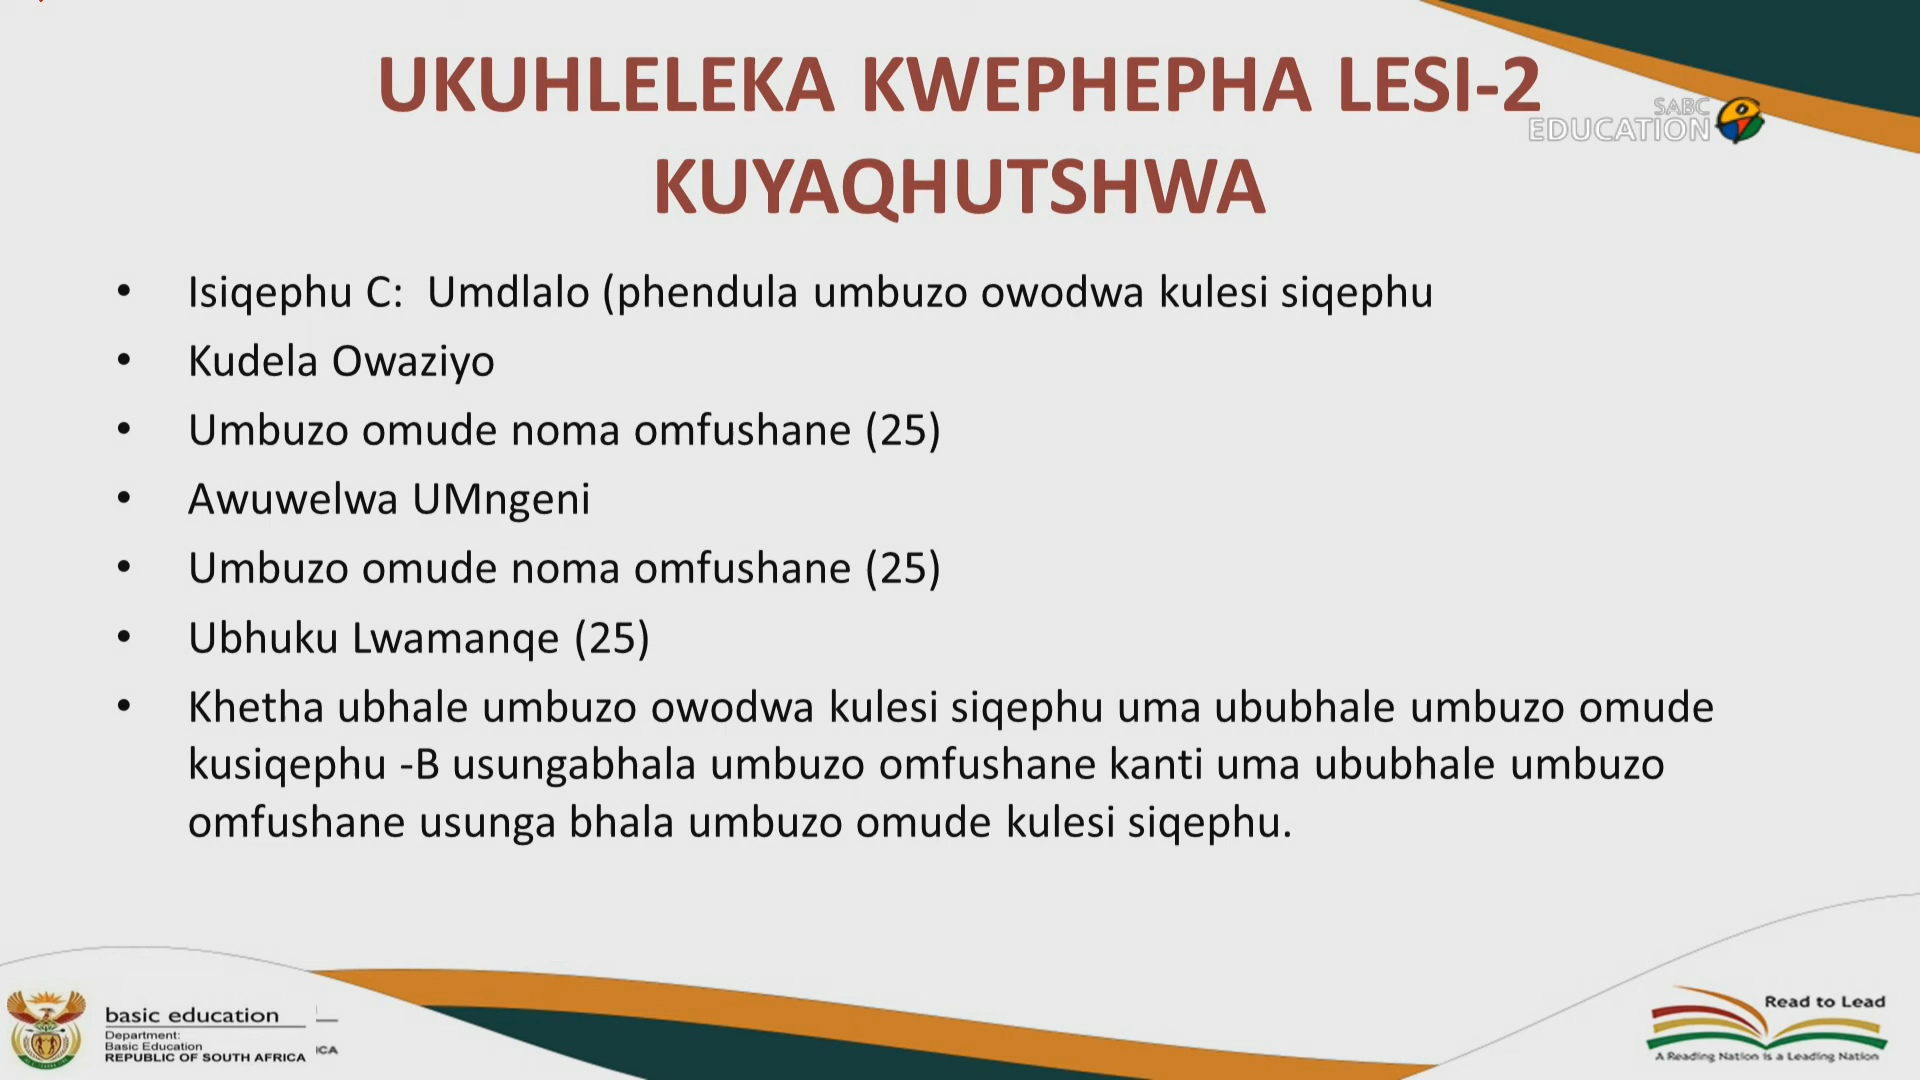 UKUHLELEKA KWEPHEPHA LESI-2
KUYAQHUTSHWA
SABC
EDUCATION
• Isiqephu C: Umdlalo (phendula umbuzo owodwa kulesi siqephu
• Kudela Owaziyo
• Umbuzo omude noma omfushane (25)
• Awuwelwa UMngeni
• Umbuzo omude noma omfushane (25)
• Ubhuku Lwamanqe (25)
• Khetha ubhale umbuzo owodwa kulesi siqephu uma ububhale umbuzo omude
kusiqephu -B usungabhala umbuzo omfushane kanti uma ububhale umbuzo
omfushane usunga bhala umbuzo omude kulesi siqephu.
basic education
Department:
Basic Education
REPUBLIC OF SOUTH AFRICA
ICA
Read to Lead
A Reading Nation is a Leading Nation